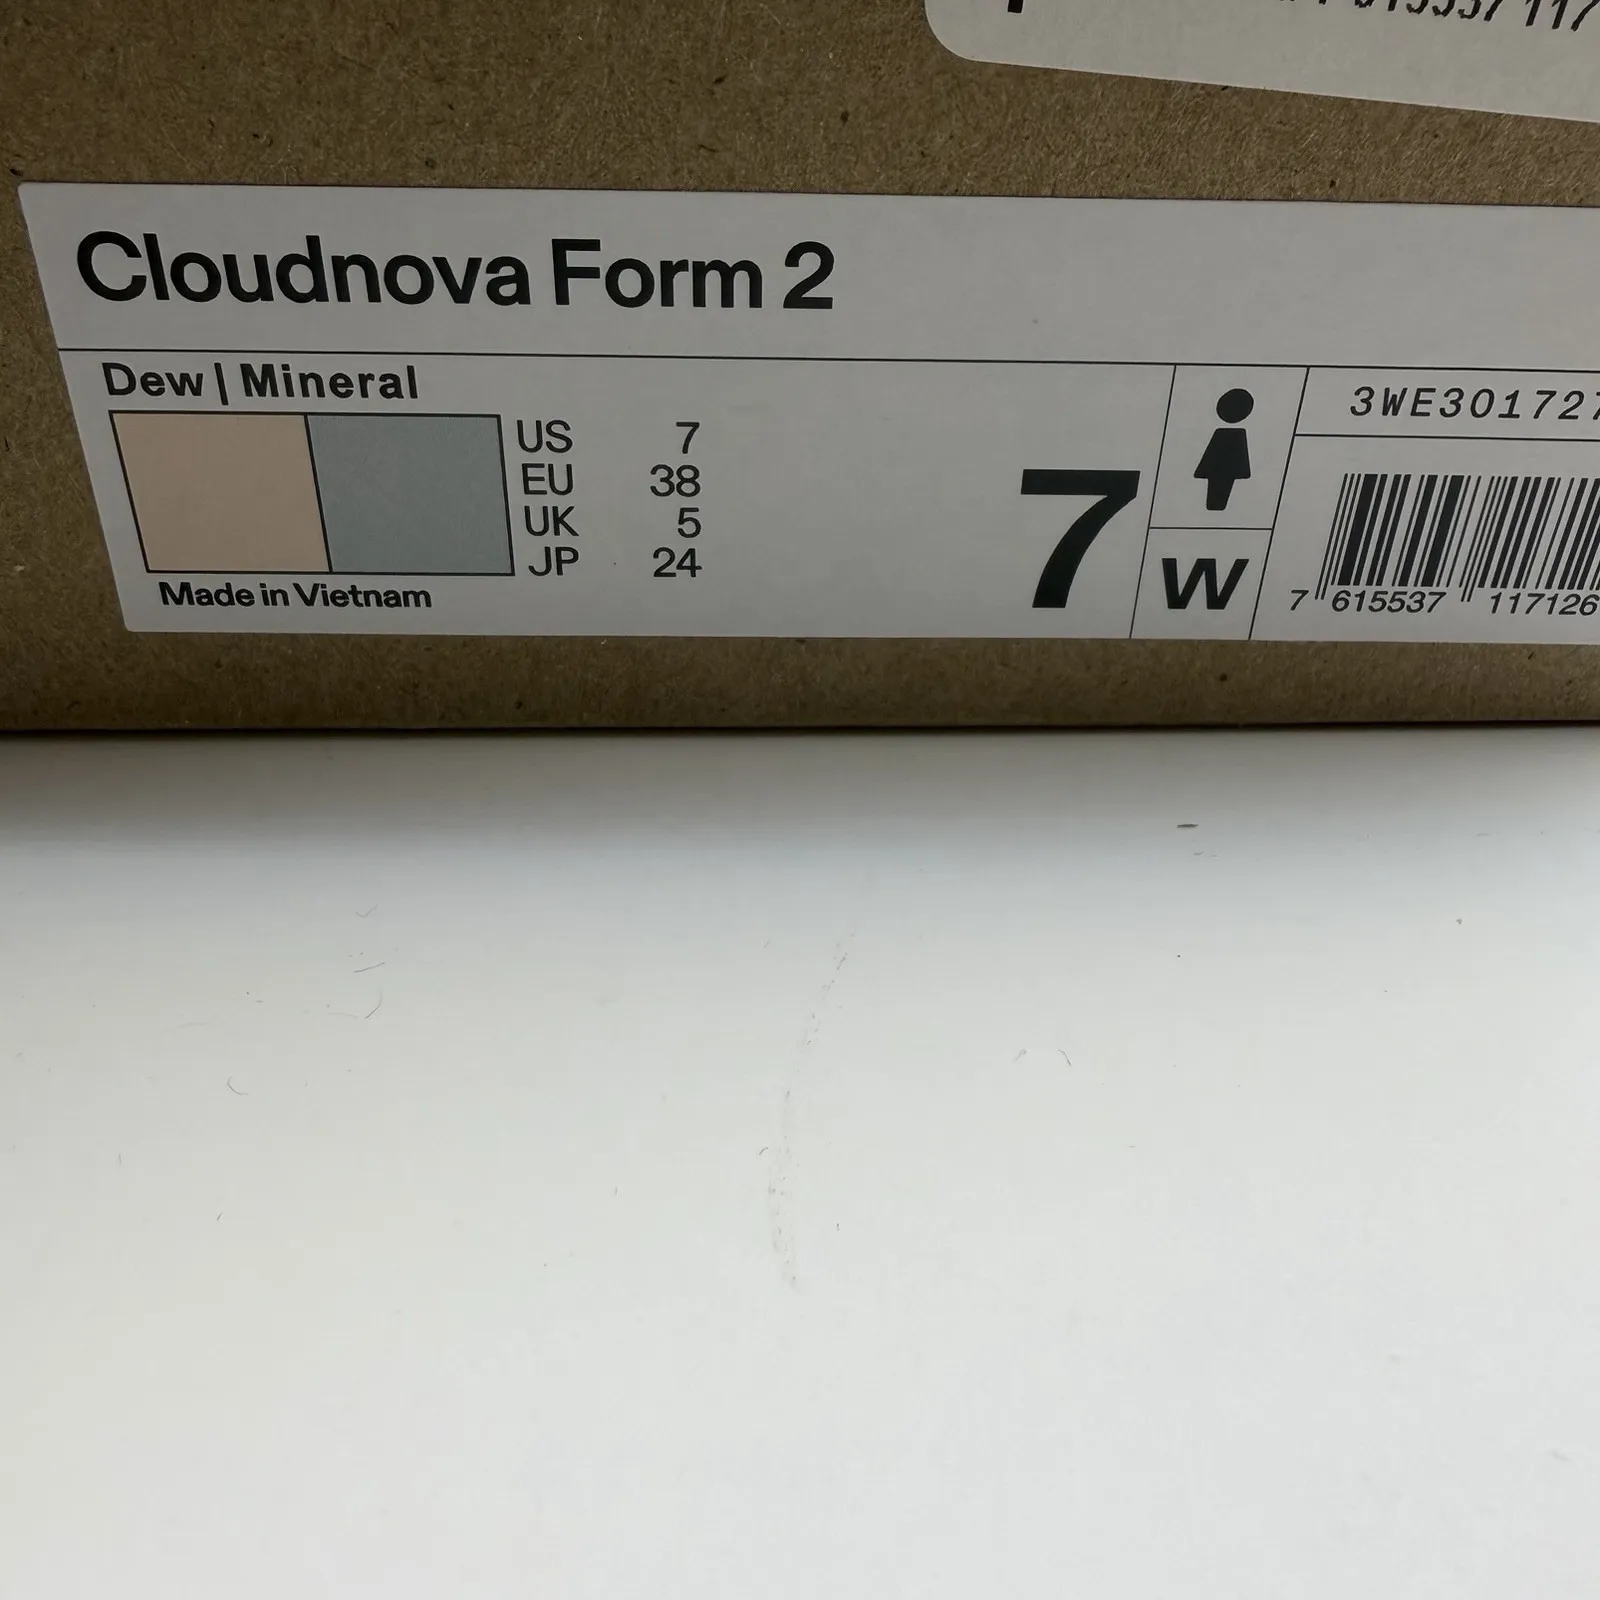 Cloudnova Form 2
Dew | Mineral
US 7
EU 38
UK 5
JP 24
Made in Vietnam
7
W
3WE301727
7 615537 117126